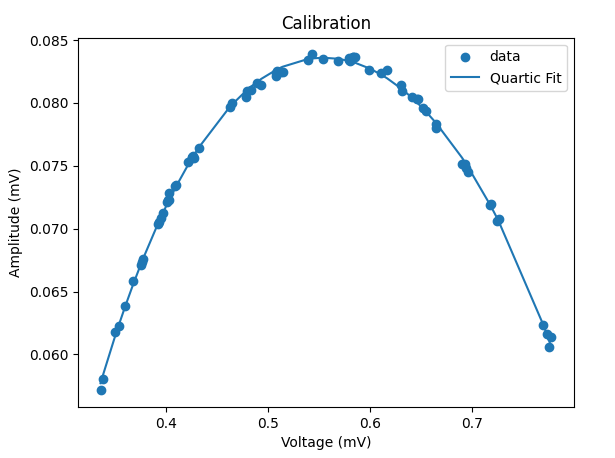 Calibration
data
Quartic Fit
0.085
0.080
0.075
0.070
0.065
0.060
Amplitude (mV)
0.4 0.5 0.6 0.7
Voltage (mV)